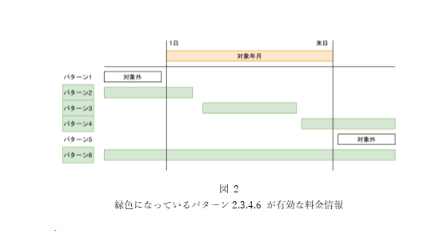 1日
末日
対象年月
パターン1
対象外
パターン2
パターン3
パターン4
パターン5
対象外
パターン6
図 2
緑色になっているパターン 2,3,4,6 が有効な料金情報